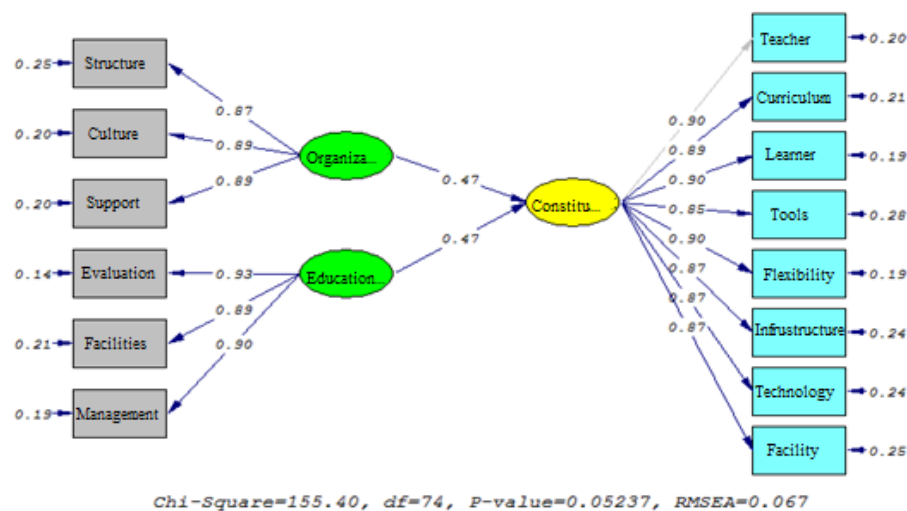 0.25 Structure
0.20 Culture
0.20 Support
0.14 Evaluation
0.21 Facilities
0.19 Management
0.87
0.89
0.89
0.93
0.89
0.90
Organiza...
Education...
0.47
0.47
Constitu...
0.90
0.89
0.90
0.85
0.90
0.87
0.87
0.87
Teacher 0.20
Curriculum 0.21
Learner 0.19
Tools 0.28
Flexibility 0.19
Infrustructure 0.24
Technology 0.24
Facility 0.25
Chi-Square=155.40, df=74, P-value=0.05237, RMSEA=0.067